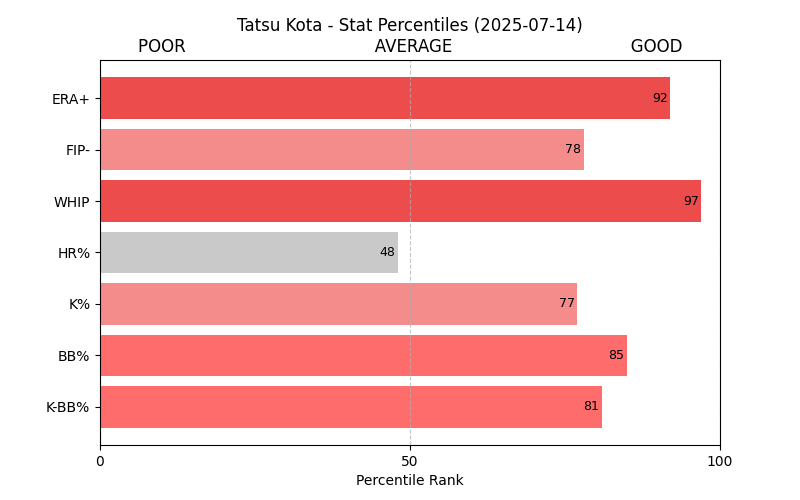 Tatsu Kota - Stat Percentiles (2025-07-14)
POOR AVERAGE GOOD
ERA+ 92
FIP- 78
WHIP 97
HR% 48
K% 77
BB% 85
K-BB% 81
0 50 100
Percentile Rank